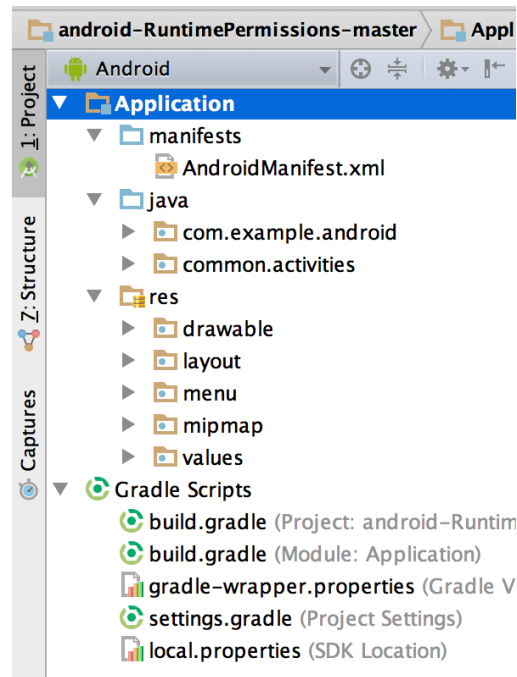 android-RuntimePermissions-master
Appl
Android
1: Project
7: Structure
Captures
Application
manifests
AndroidManifest.xml
java
com.example.android
common.activities
res
drawable
layout
menu
mipmap
values
Gradle Scripts
build.gradle (Project: android-Runtim
build.gradle (Module: Application)
gradle-wrapper.properties (Gradle V
settings.gradle (Project Settings)
local.properties (SDK Location)